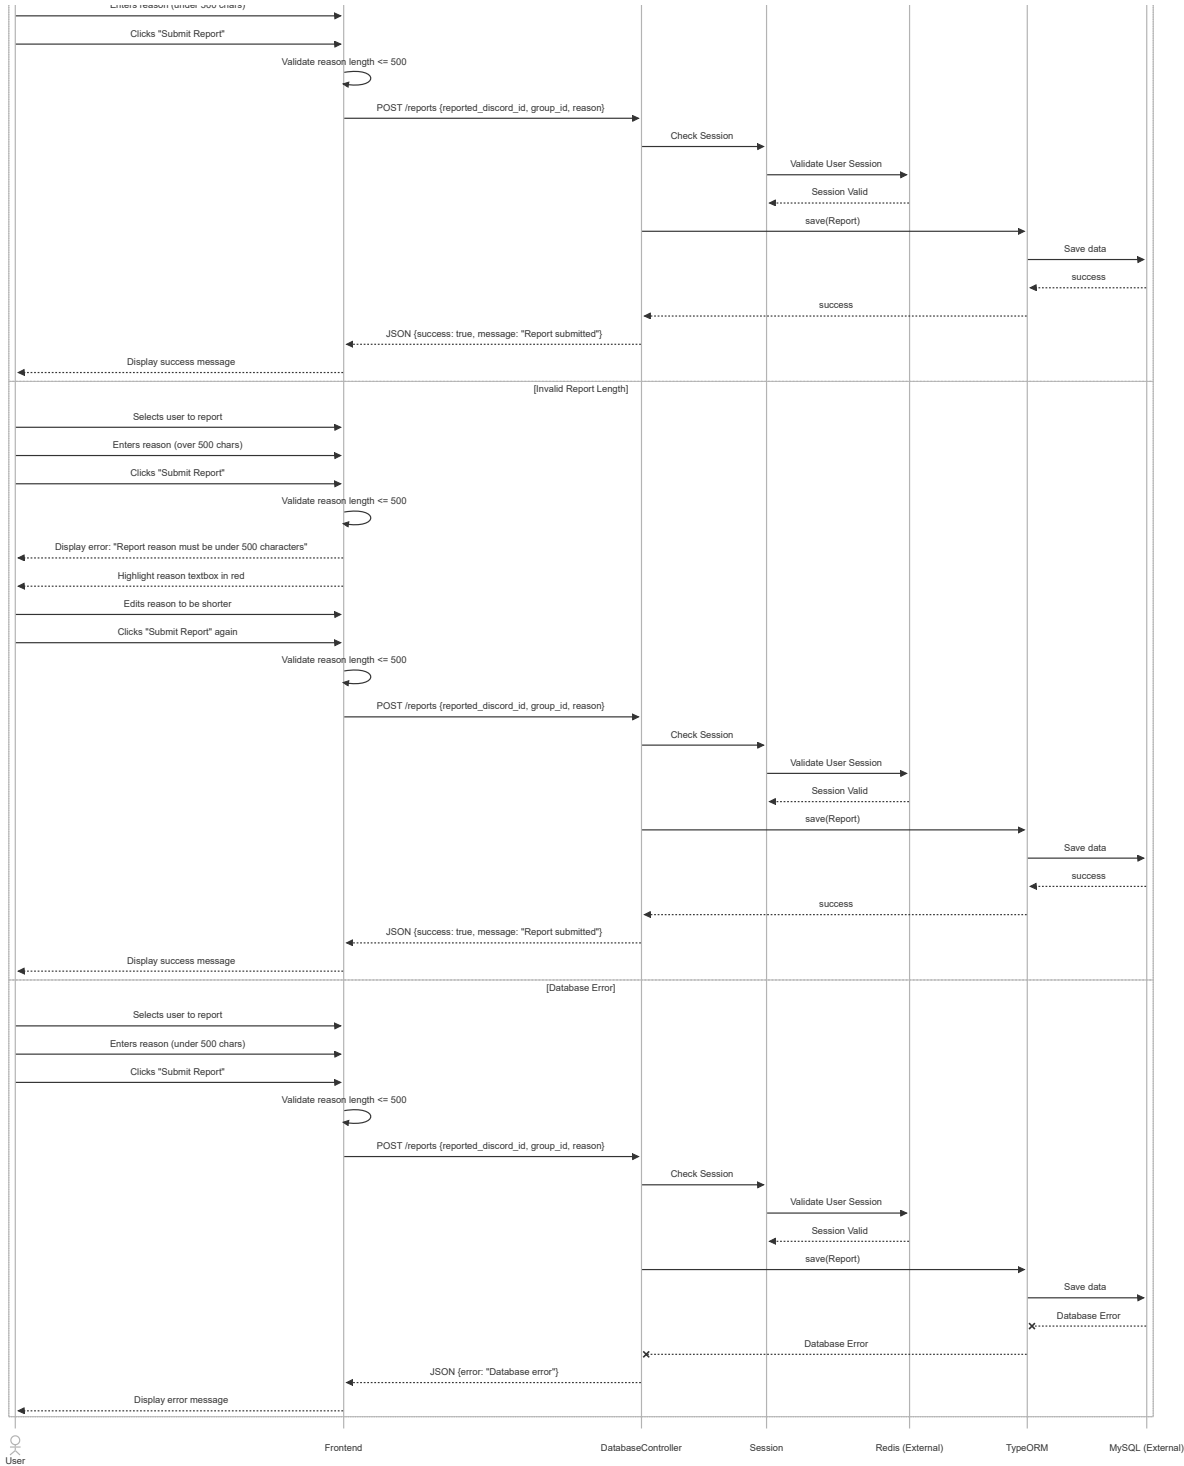 Enters reason (under 500 chars)
Clicks "Submit Report"
Validate reason length <= 500
POST /reports {reported_discord_id, group_id, reason}
Check Session
Validate User Session
Session Valid
save(Report)
Save data
success
success
JSON {success: true, message: "Report submitted"}
Display success message
[Invalid Report Length]
Selects user to report
Enters reason (over 500 chars)
Clicks "Submit Report"
Validate reason length <= 500
Display error: "Report reason must be under 500 characters"
Highlight reason textbox in red
Edits reason to be shorter
Clicks "Submit Report" again
Validate reason length <= 500
POST /reports {reported_discord_id, group_id, reason}
Check Session
Validate User Session
Session Valid
save(Report)
Save data
success
success
JSON {success: true, message: "Report submitted"}
Display success message
[Database Error]
Selects user to report
Enters reason (under 500 chars)
Clicks "Submit Report"
Validate reason length <= 500
POST /reports {reported_discord_id, group_id, reason}
Check Session
Validate User Session
Session Valid
save(Report)
Save data
Database Error
Database Error
JSON {error: "Database error"}
Display error message
User
Frontend
DatabaseController
Session
Redis (External)
TypeORM
MySQL (External)